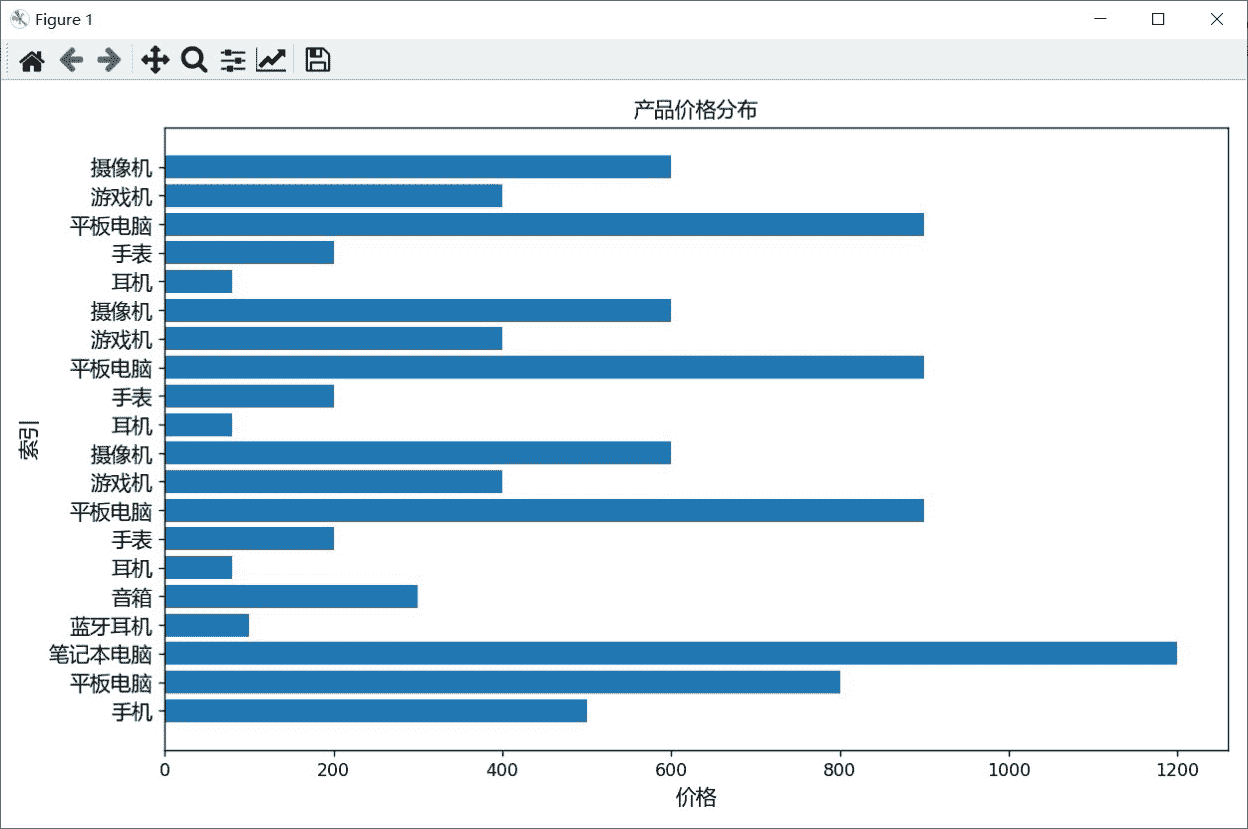 Figure 1
产品价格分布
摄像机
游戏机
平板电脑
手表
耳机
摄像机
游戏机
平板电脑
手表
耳机
摄像机
游戏机
平板电脑
手表
耳机
音箱
蓝牙耳机
笔记本电脑
平板电脑
手机
索引
0 200 400 600 800 1000 1200
价格